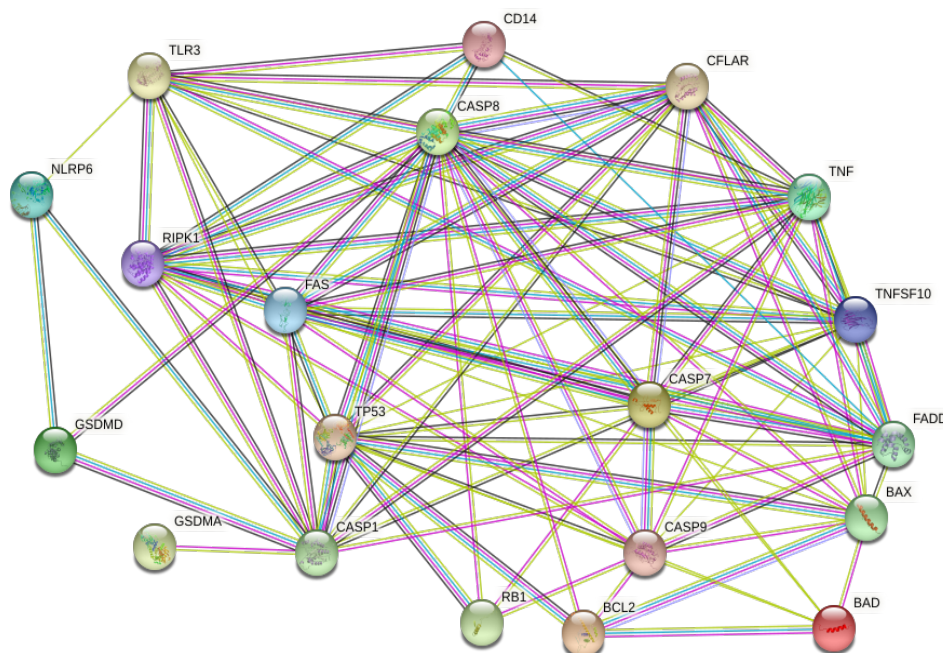 CD14
TLR3
CFLAR
CASP8
NLRP6
TNF
RIPK1
FAS
TNFSF10
CASP7
TP53
GSDMD
FADD
BAX
GSDMA
CASP1
CASP9
RB1
BCL2
BAD